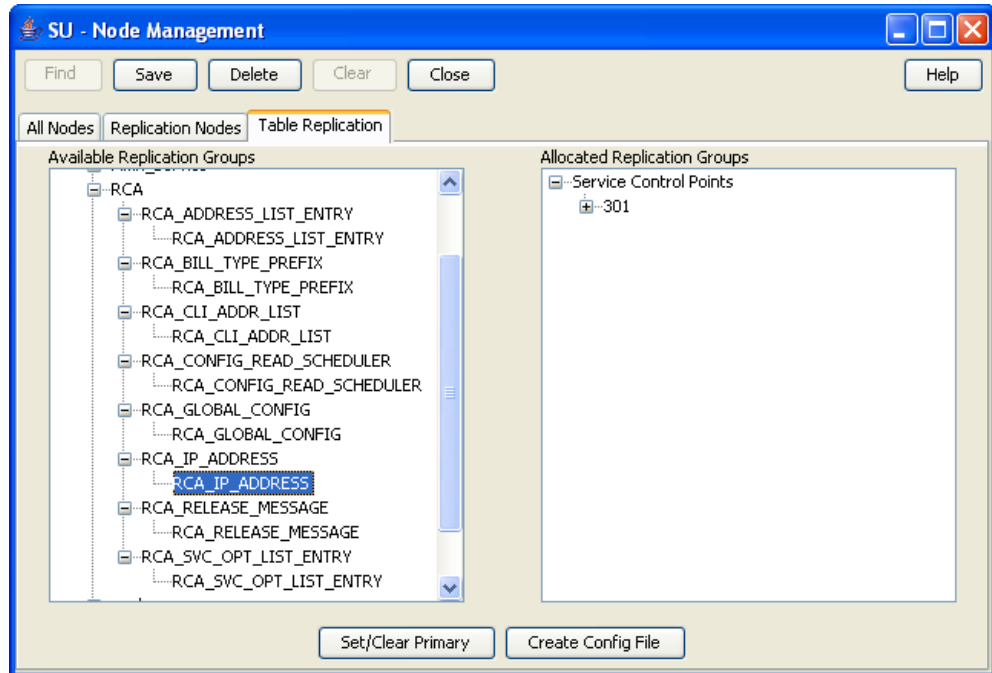 SU - Node Management
Find Save Delete Clear Close Help
All Nodes Replication Nodes Table Replication
Available Replication Groups
RCA
RCA_ADDRESS_LIST_ENTRY
RCA_ADDRESS_LIST_ENTRY
RCA_BILL_TYPE_PREFIX
RCA_BILL_TYPE_PREFIX
RCA_CLI_ADDR_LIST
RCA_CLI_ADDR_LIST
RCA_CONFIG_READ_SCHEDULER
RCA_CONFIG_READ_SCHEDULER
RCA_GLOBAL_CONFIG
RCA_GLOBAL_CONFIG
RCA_IP_ADDRESS
RCA_IP_ADDRESS
RCA_RELEASE_MESSAGE
RCA_RELEASE_MESSAGE
RCA_SVC_OPT_LIST_ENTRY
RCA_SVC_OPT_LIST_ENTRY
Allocated Replication Groups
Service Control Points
301
Set/Clear Primary Create Config File